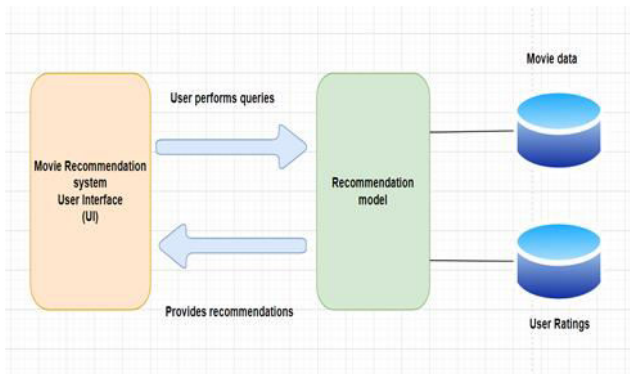 Movie data
User performs queries
Movie Recommendation
system
User Interface
(UI)
Recommendation
model
Provides recommendations
User Ratings